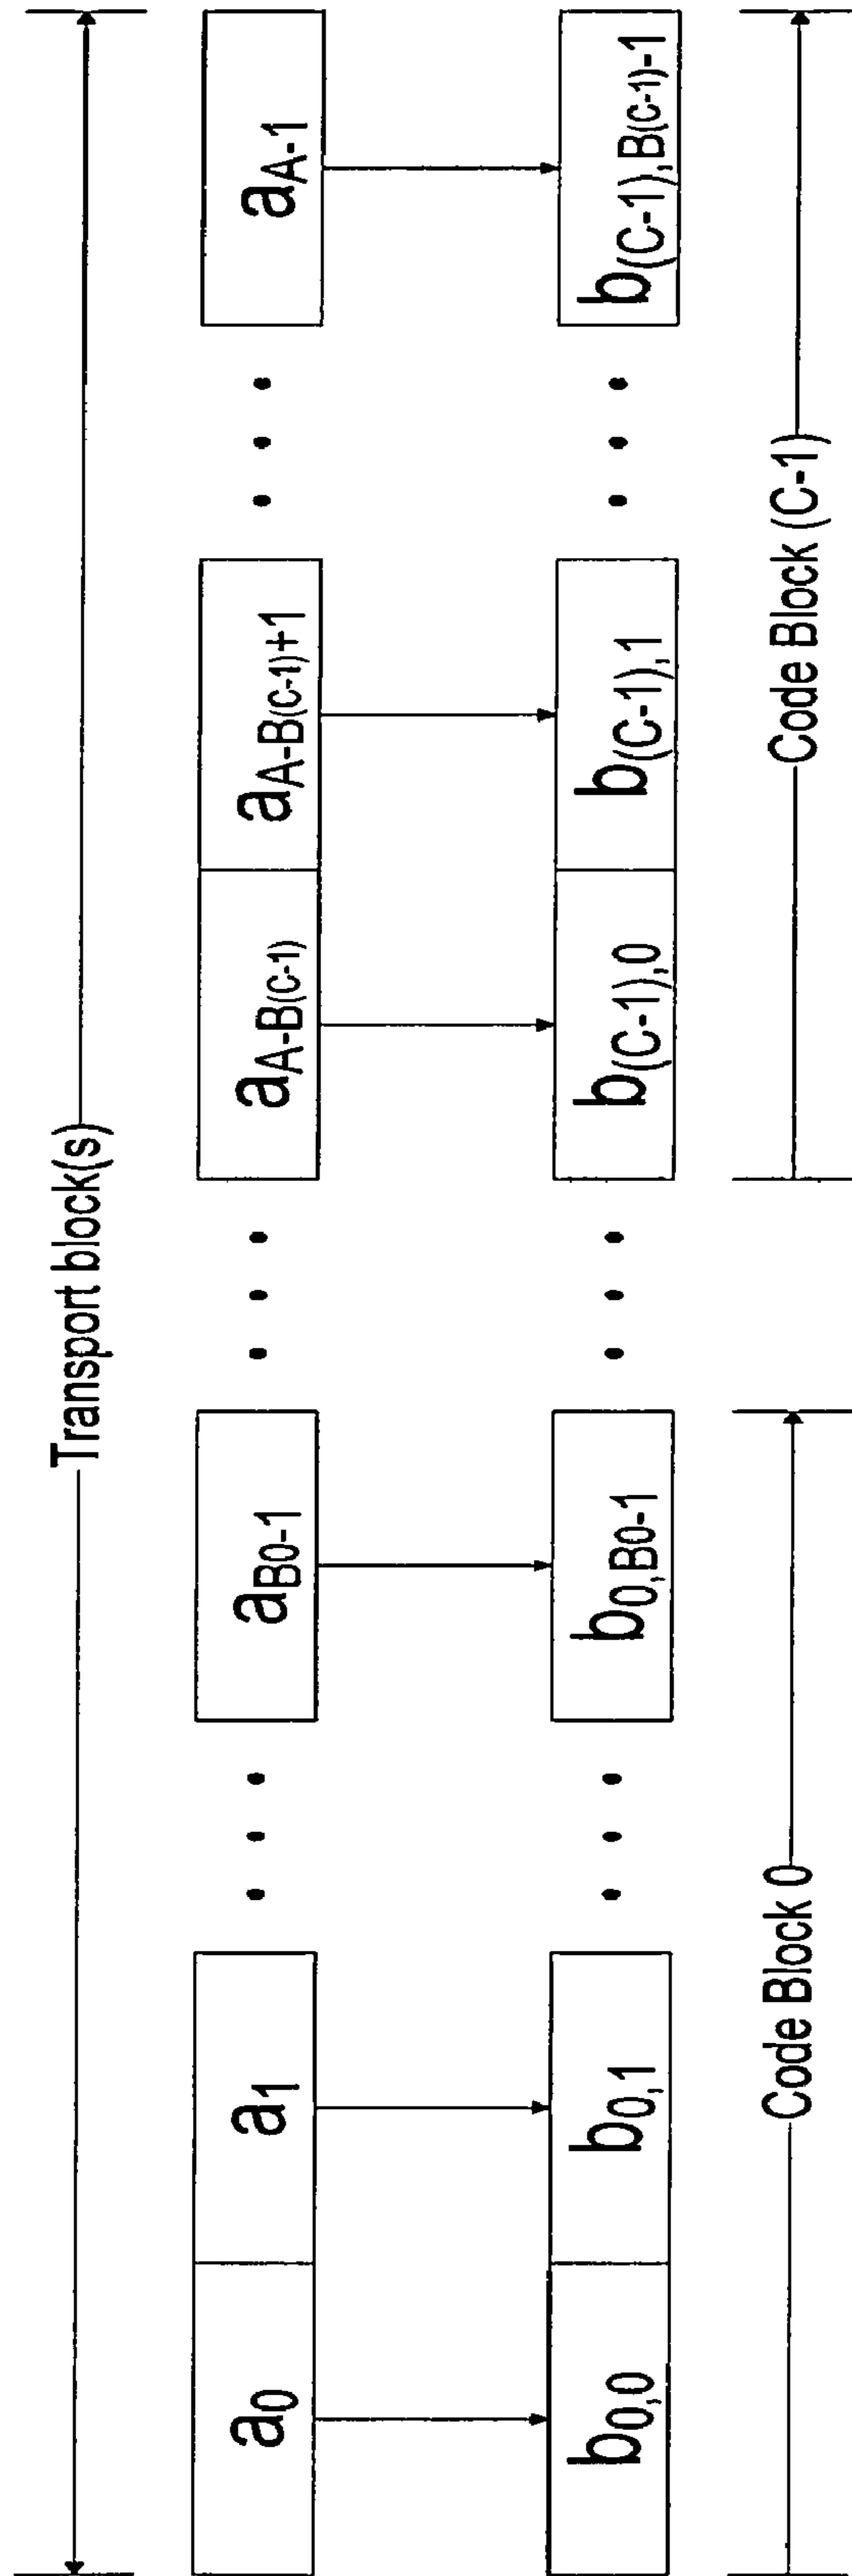 Transport block(s)
a0 a1 aB0-1 aA-B(C-1) aA-B(C-1)+1 aA-1
b0,0 b0,1 b0,B0-1 b(C-1),0 b(C-1),1 b(C-1),B(C-1)-1
Code Block 0 Code Block (C-1)